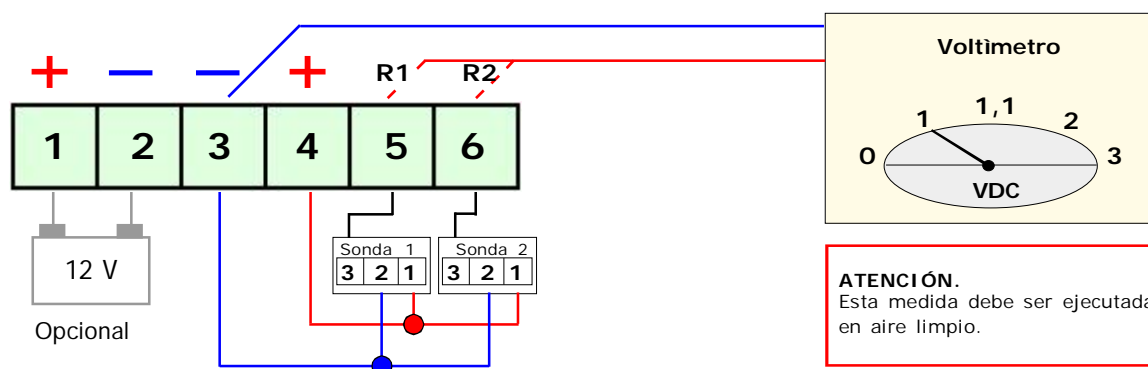 + − − + R1 R2
1 2 3 4 5 6
12 V
Opcional
Sonda 1
3 2 1
Sonda 2
3 2 1
Voltìmetro
0 1 1,1 2 3
VDC
ATENCIÓN.
Esta medida debe ser ejecutada
en aire limpio.